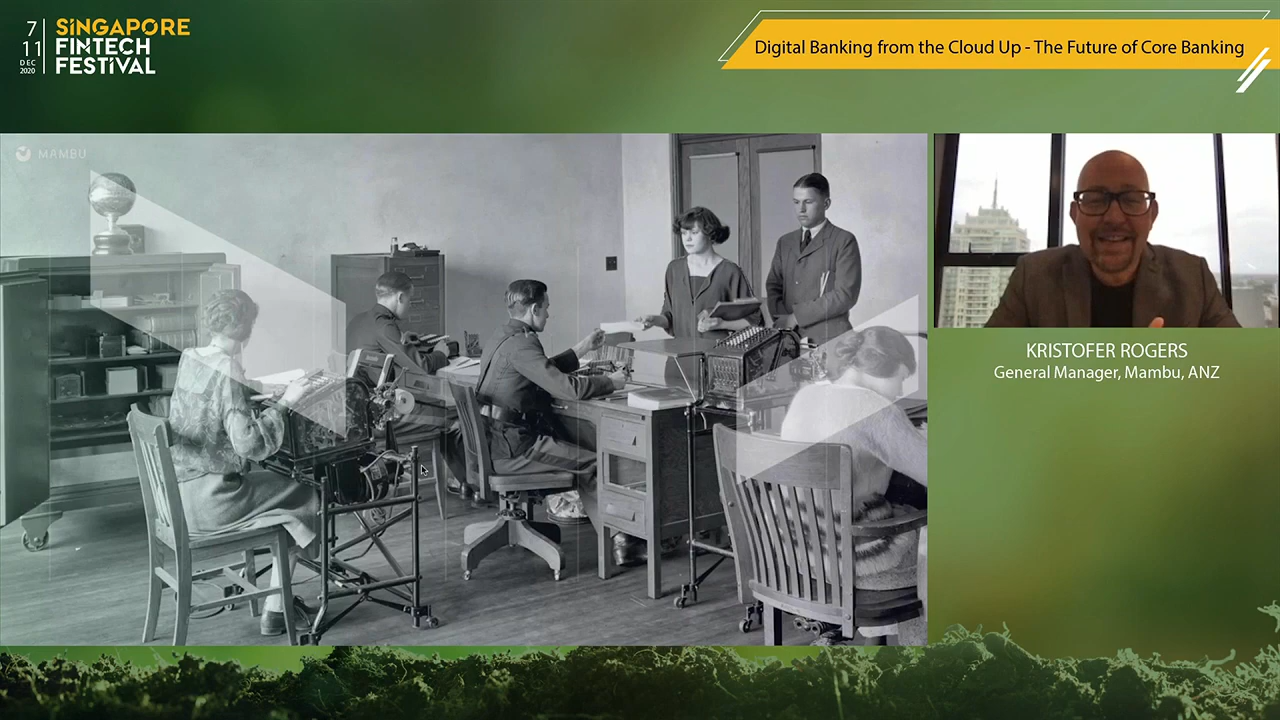 7
11
DEC
2020
SINGAPORE
FINTECH
FESTIVAL
Digital Banking from the Cloud Up - The Future of Core Banking
MAMBU
KRISTOFER ROGERS
General Manager, Mambu, ANZ